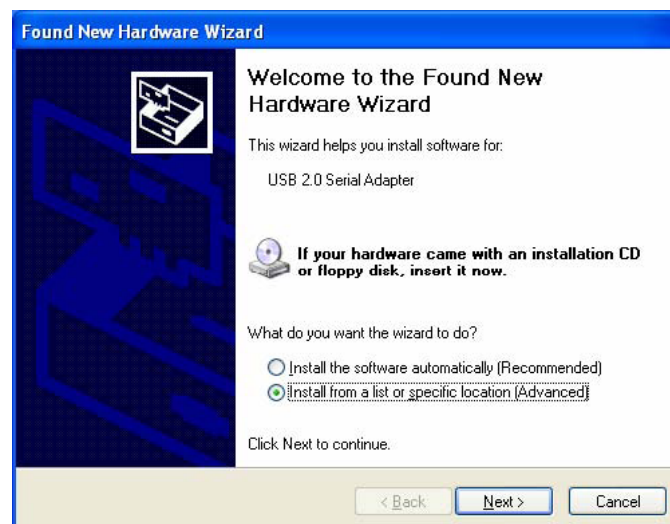 Found New Hardware Wizard
Welcome to the Found New
Hardware Wizard
This wizard helps you install software for:
USB 2.0 Serial Adapter
If your hardware came with an installation CD
or floppy disk, insert it now.
What do you want the wizard to do?
Install the software automatically (Recommended)
Install from a list or specific location (Advanced)
Click Next to continue.
< Back Next > Cancel